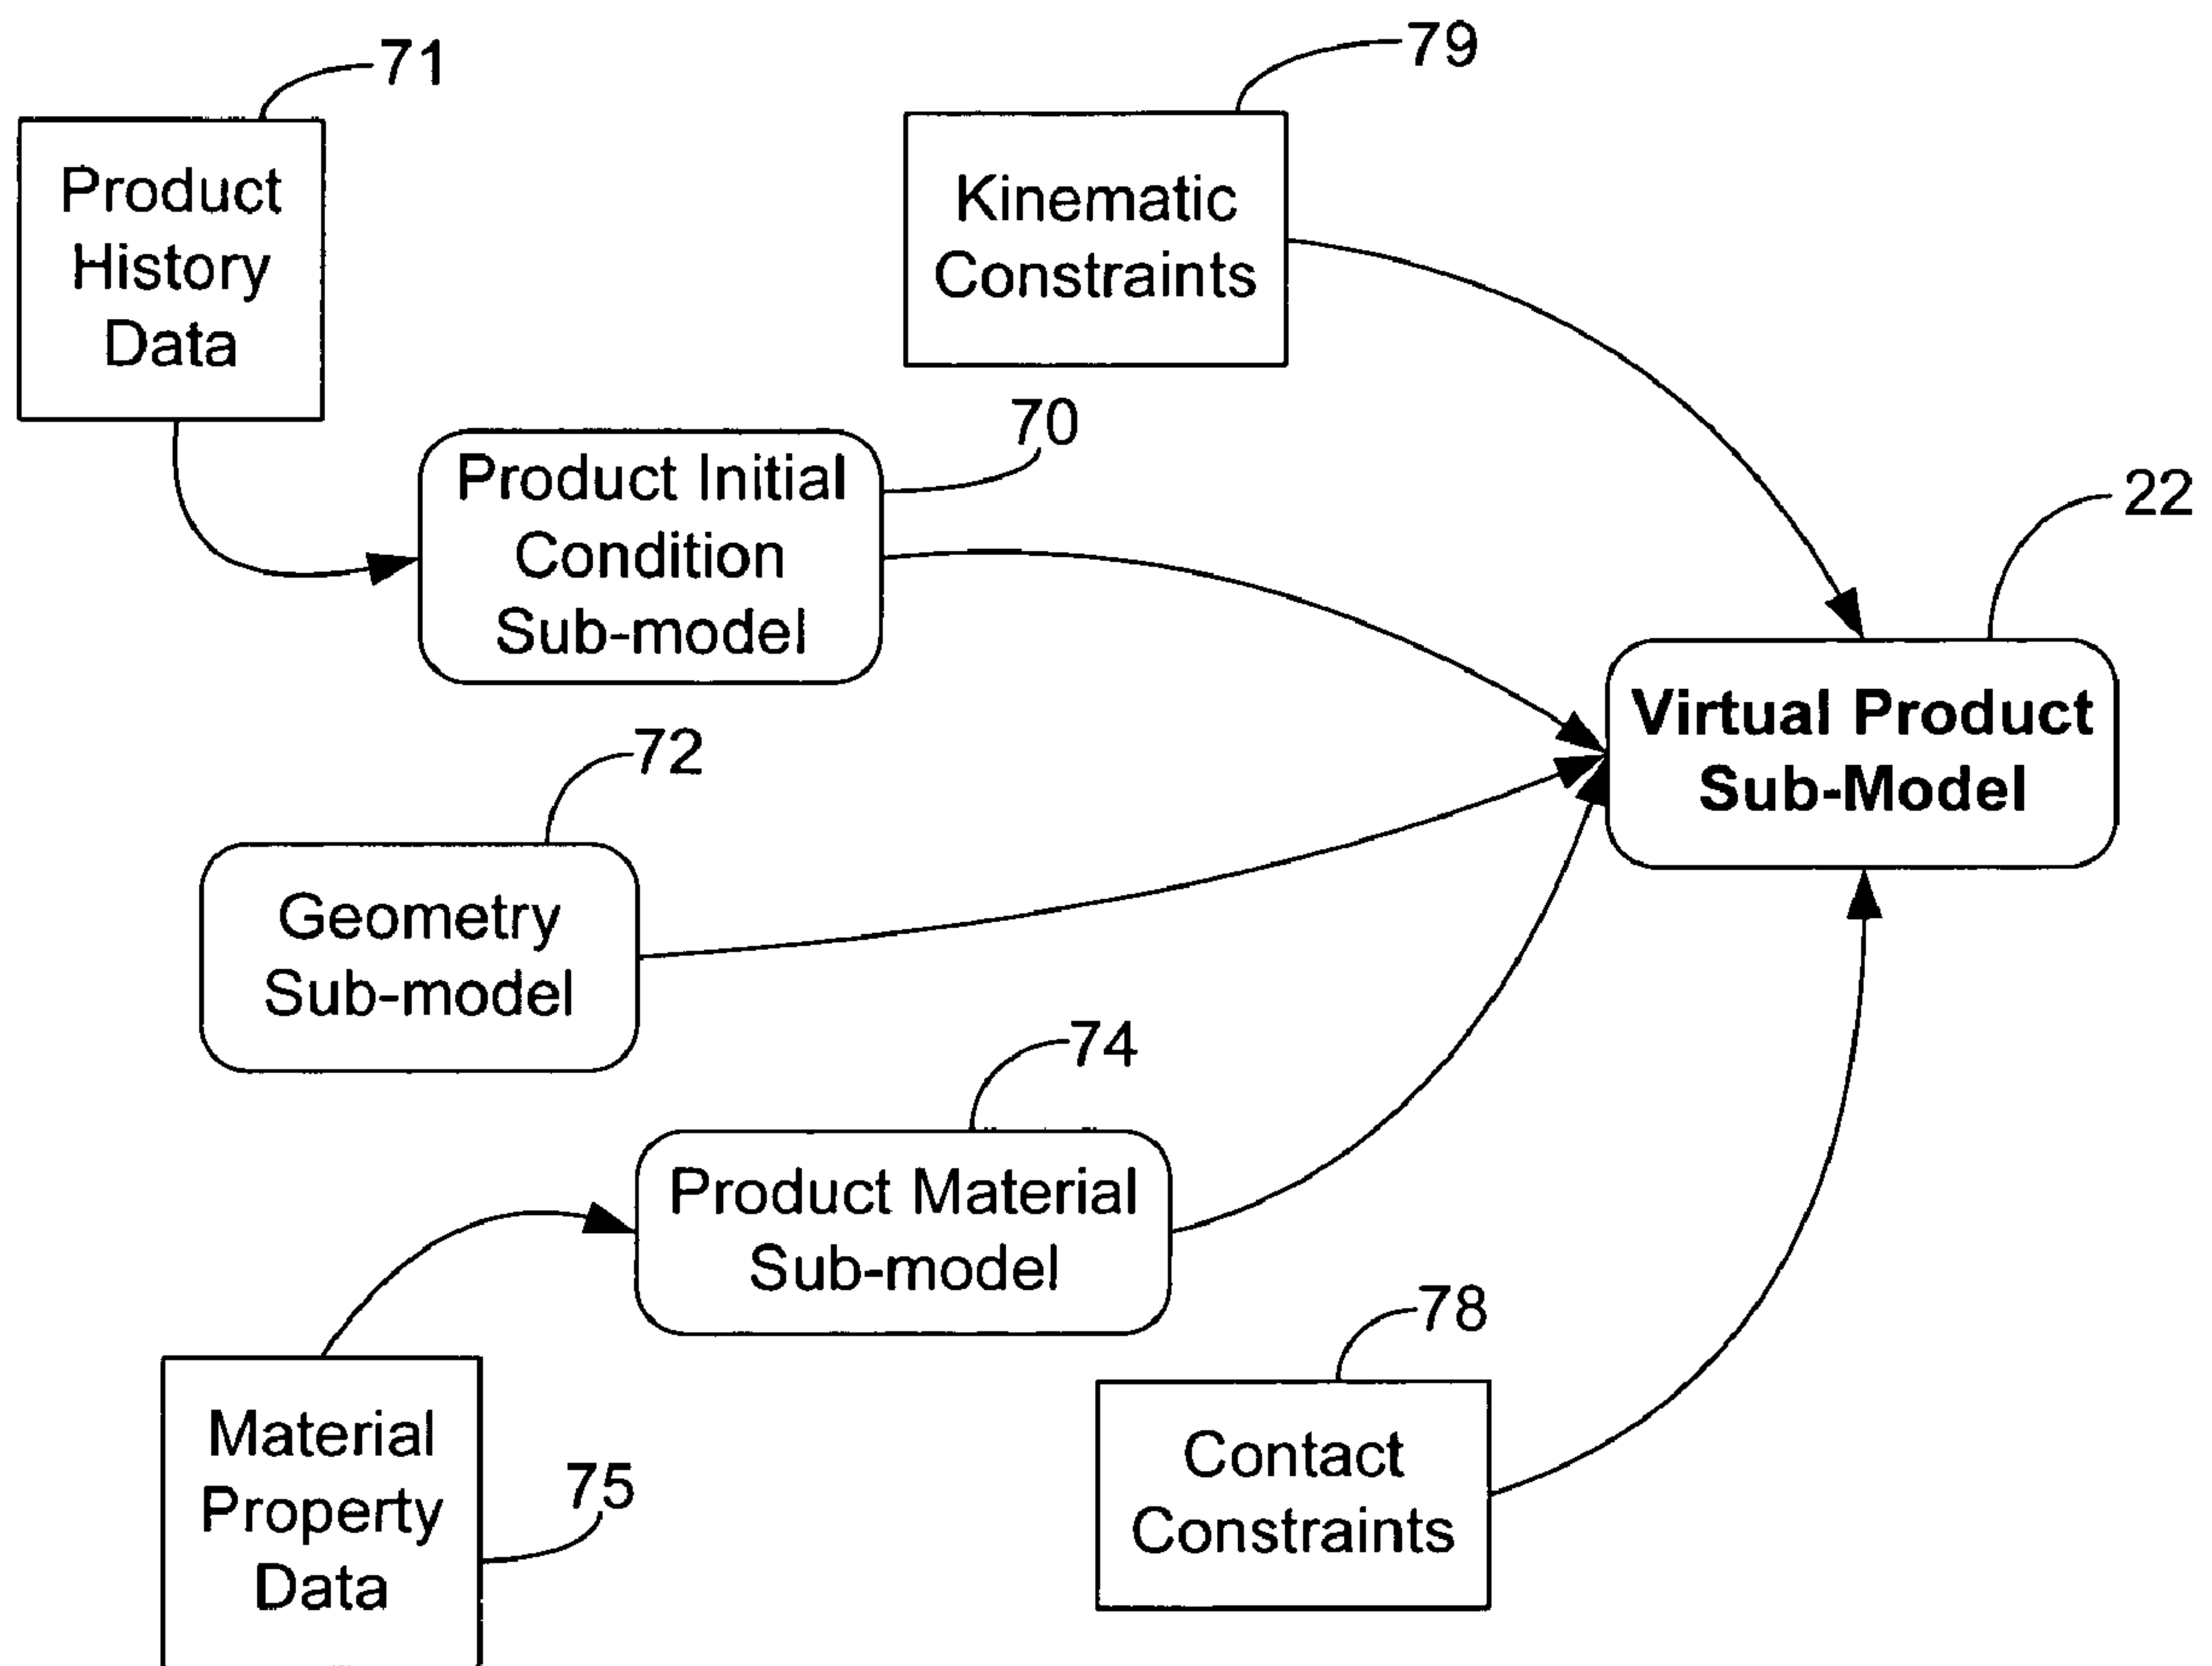 71
Product
History
Data
79
Kinematic
Constraints
70
Product Initial
Condition
Sub-model
22
Virtual Product
Sub-Model
72
Geometry
Sub-model
74
Product Material
Sub-model
75
Material
Property
Data
78
Contact
Constraints